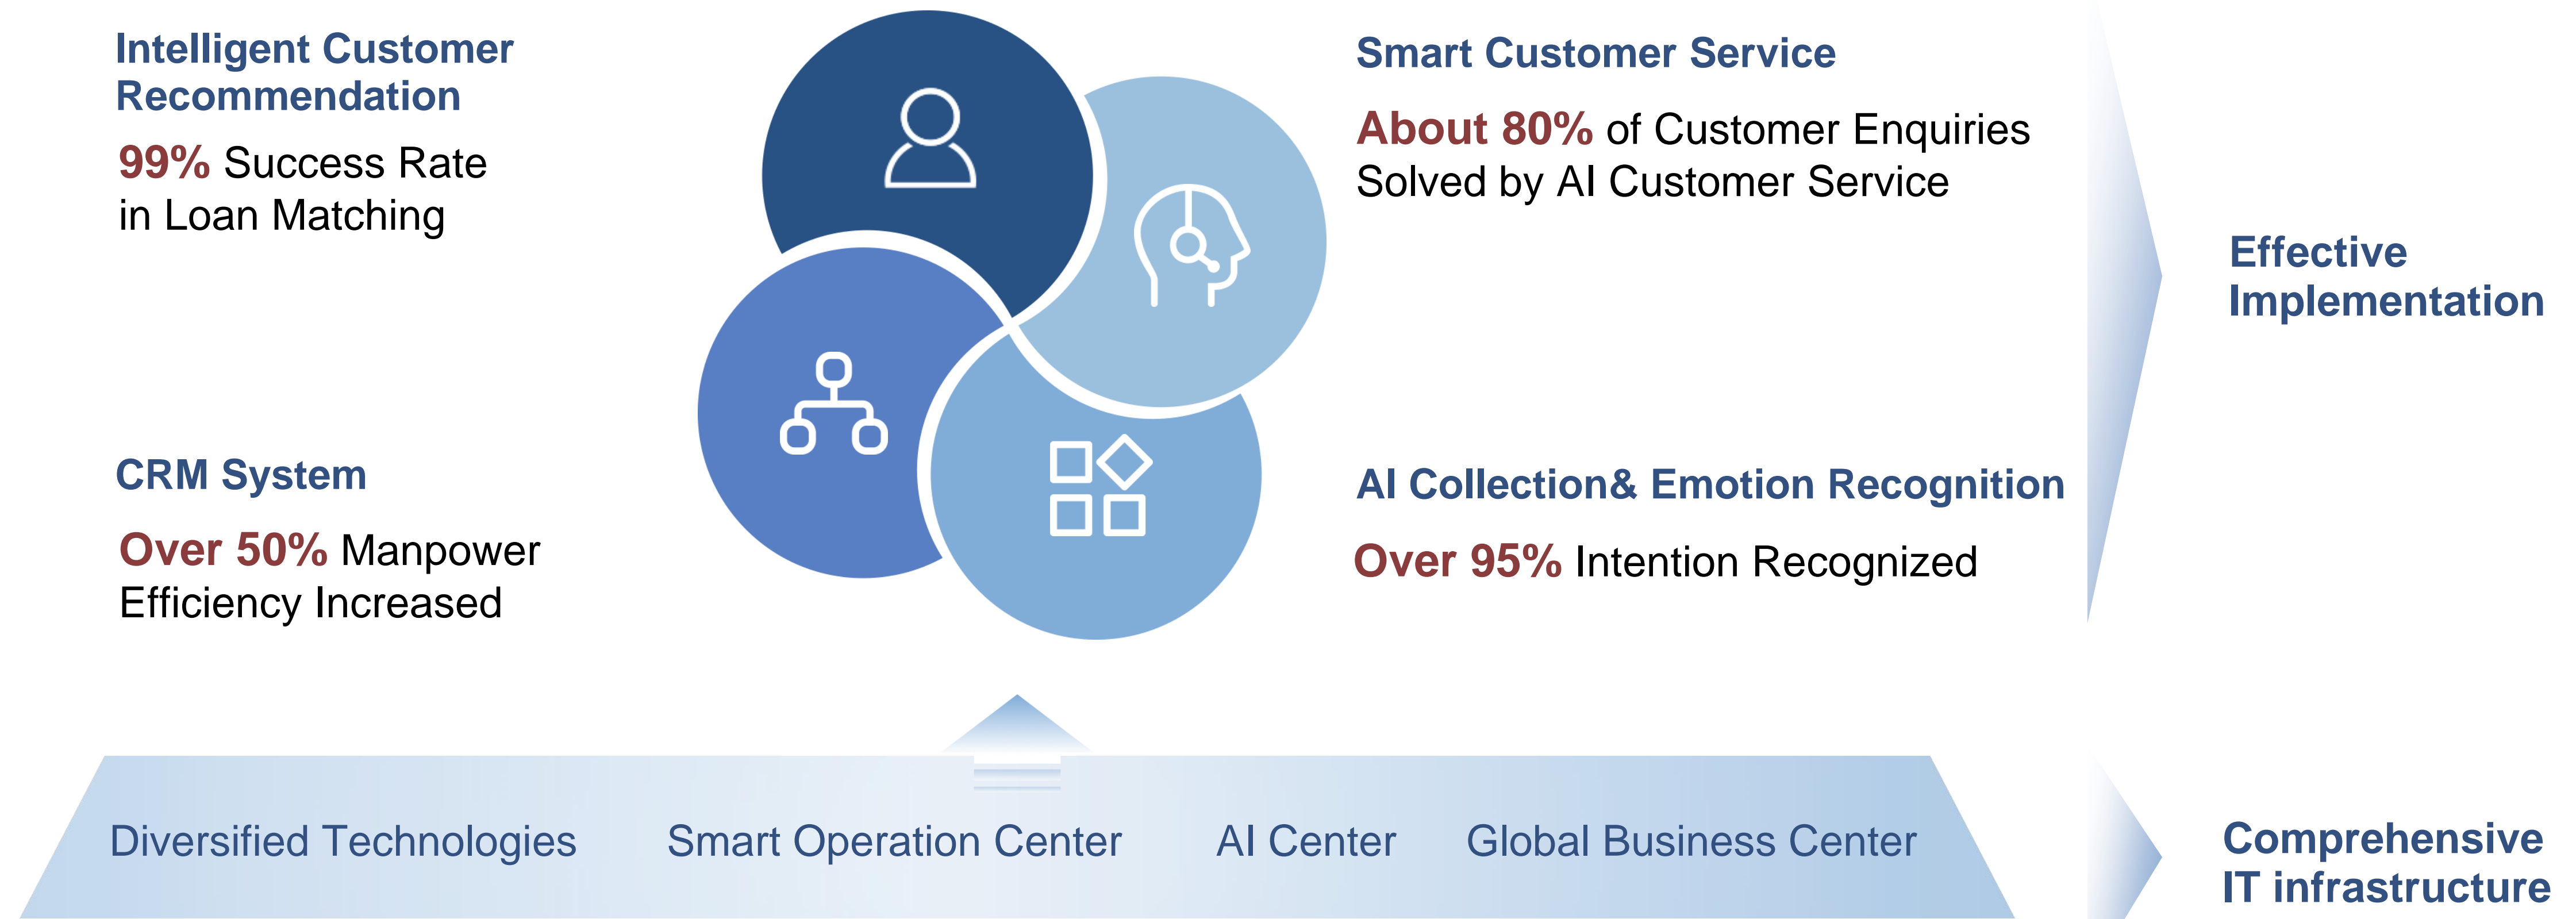 Intelligent Customer
Recommendation
99% Success Rate
in Loan Matching
Smart Customer Service
About 80% of Customer Enquiries
Solved by AI Customer Service
Effective
Implementation
CRM System
Over 50% Manpower
Efficiency Increased
AI Collection& Emotion Recognition
Over 95% Intention Recognized
Diversified Technologies
Smart Operation Center
AI Center
Global Business Center
Comprehensive
IT infrastructure